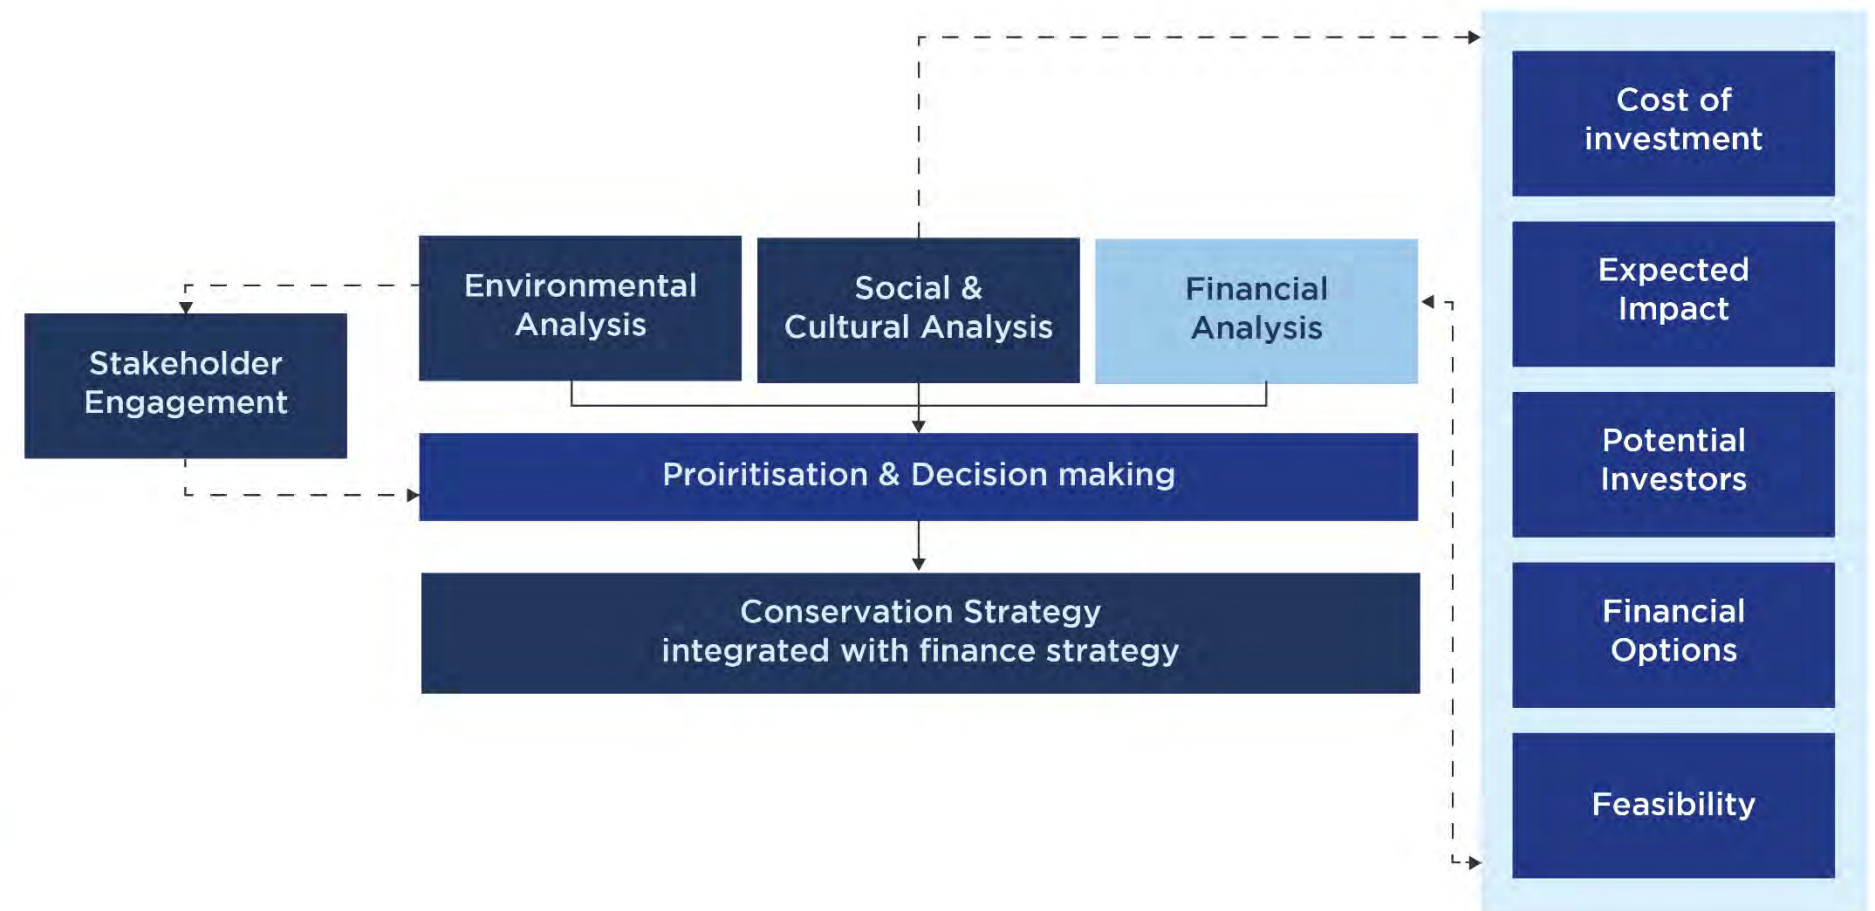 Environmental
Analysis
Social &
Cultural Analysis
Financial
Analysis
Stakeholder
Engagement
Proiritisation & Decision making
Conservation Strategy
integrated with finance strategy
Cost of
investment
Expected
Impact
Potential
Investors
Financial
Options
Feasibility